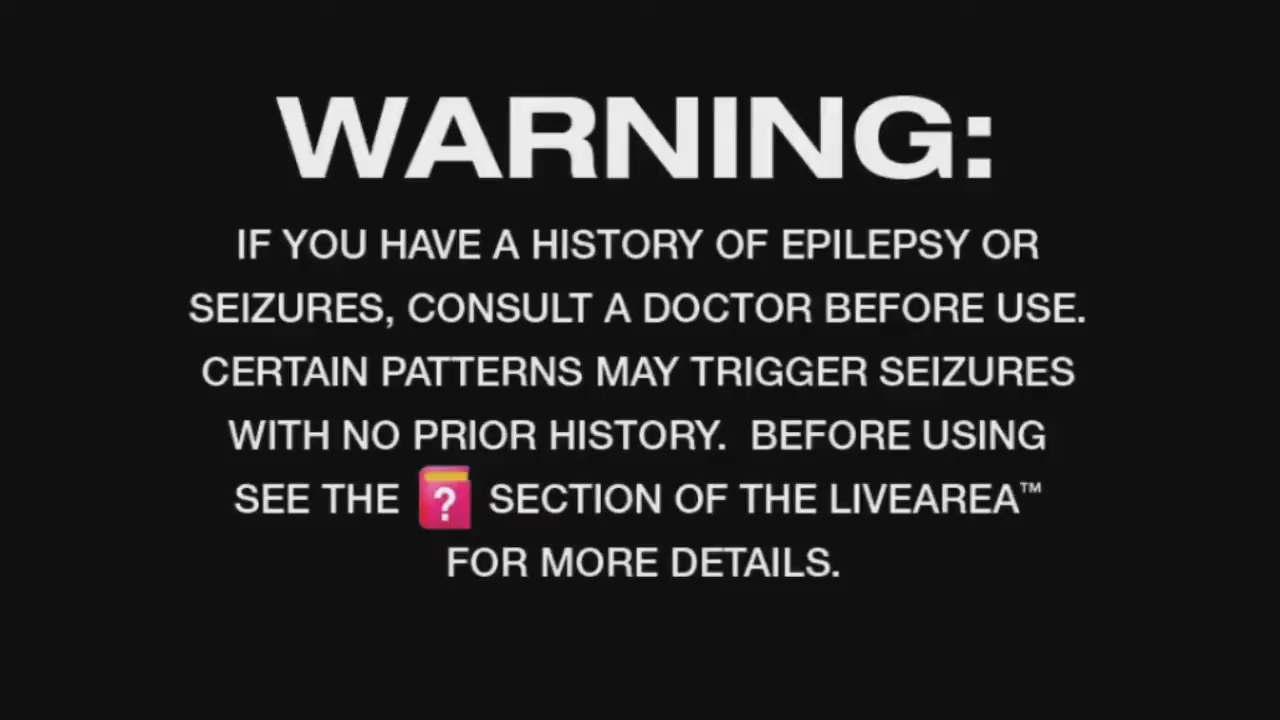 WARNING:
IF YOU HAVE A HISTORY OF EPILEPSY OR
SEIZURES, CONSULT A DOCTOR BEFORE USE.
CERTAIN PATTERNS MAY TRIGGER SEIZURES
WITH NO PRIOR HISTORY.  BEFORE USING
SEE THE ? SECTION OF THE LIVEAREA™
FOR MORE DETAILS.